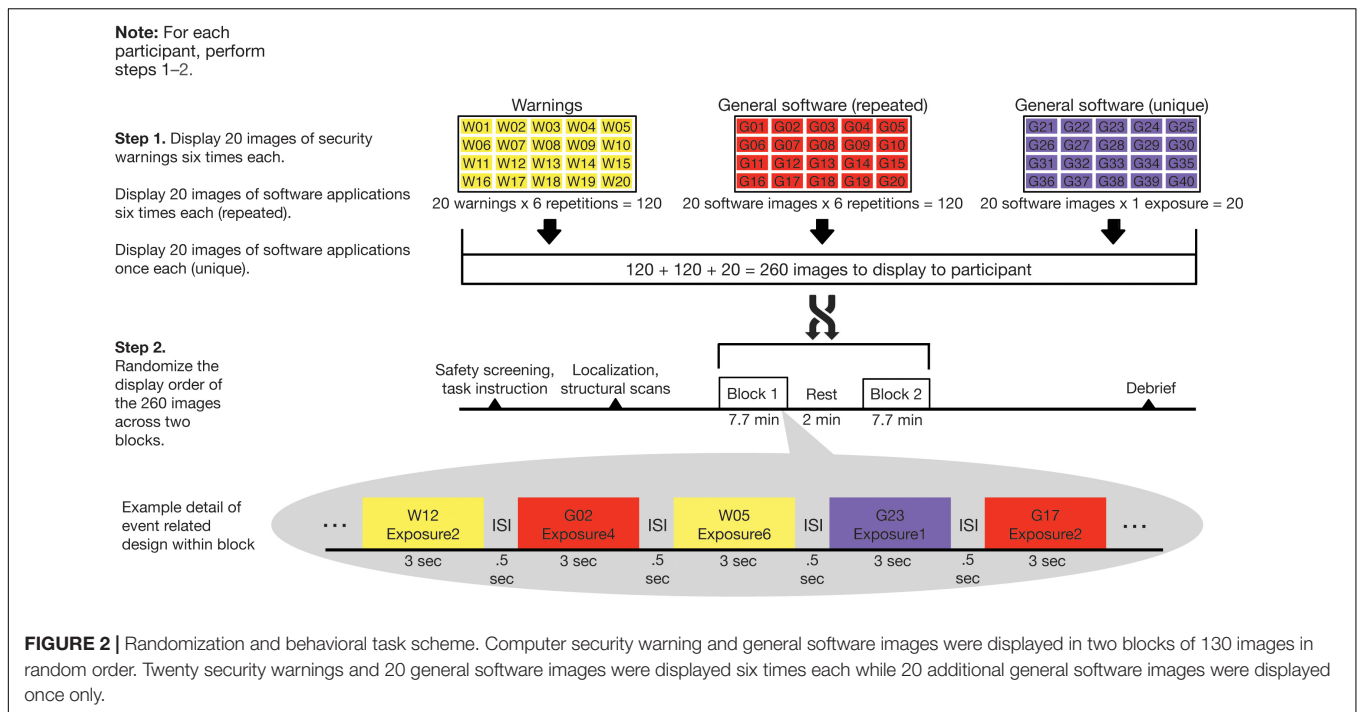 Note: For each
participant, perform
steps 1–2.
Warnings
General software (repeated)
General software (unique)
Step 1. Display 20 images of security
warnings six times each.
Display 20 images of software applications
six times each (repeated).
Display 20 images of software applications
once each (unique).
W01 W02 W03 W04 W05
W06 W07 W08 W09 W10
W11 W12 W13 W14 W15
W16 W17 W18 W19 W20
20 warnings x 6 repetitions = 120
G01 G02 G03 G04 G05
G06 G07 G08 G09 G10
G11 G12 G13 G14 G15
G16 G17 G18 G19 G20
20 software images x 6 repetitions = 120
G21 G22 G23 G24 G25
G26 G27 G28 G29 G30
G31 G32 G33 G34 G35
G36 G37 G38 G39 G40
20 software images x 1 exposure = 20
120 + 120 + 20 = 260 images to display to participant
Step 2.
Randomize the
display order of
the 260 images
across two
blocks.
Safety screening,
task instruction
Localization,
structural scans
Block 1
7.7 min
Rest
2 min
Block 2
7.7 min
Debrief
Example detail of
event related
design within block
...
W12
Exposure2
3 sec
ISI
.5
sec
G02
Exposure4
3 sec
ISI
.5
sec
W05
Exposure6
3 sec
ISI
.5
sec
G23
Exposure1
3 sec
ISI
.5
sec
G17
Exposure2
3 sec
...
FIGURE 2 | Randomization and behavioral task scheme. Computer security warning and general software images were displayed in two blocks of 130 images in
random order. Twenty security warnings and 20 general software images were displayed six times each while 20 additional general software images were displayed
once only.